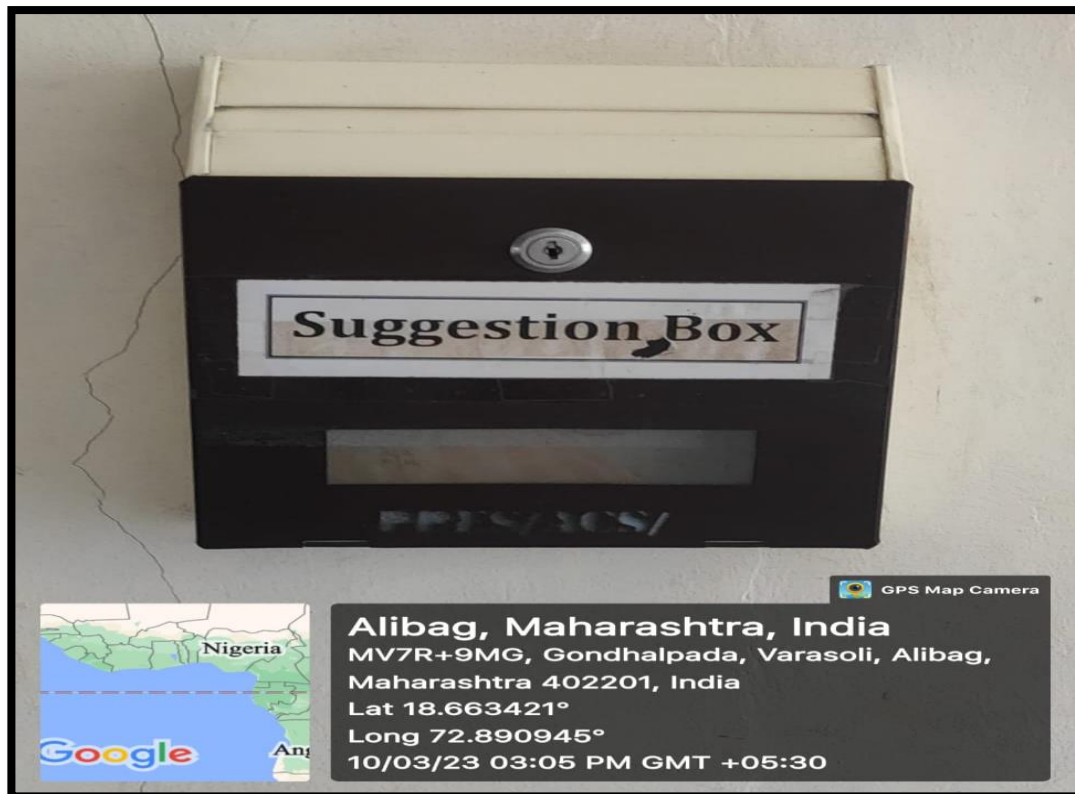 Suggestion Box
GPS Map Camera
Nigeria
Ang
Google
Alibag, Maharashtra, India
MV7R+9MG, Gondhalpada, Varasoli, Alibag,
Maharashtra 402201, India
Lat 18.663421°
Long 72.890945°
10/03/23 03:05 PM GMT +05:30